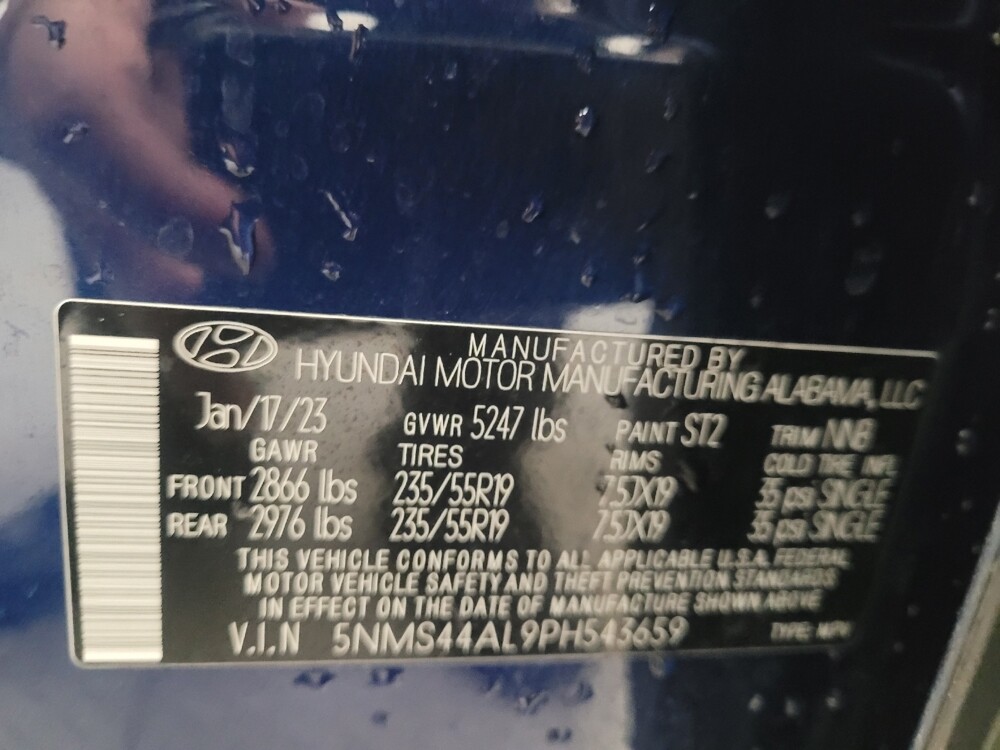 MANUFACTURED BY
HYUNDAI MOTOR MANUFACTURING ALABAMA, LLC
Jan/17/23 GVWR 5247 lbs PAINT ST2 TRIM NNB
GAWR TIRES RIMS COLD TIRE INFL
FRONT 2866 lbs 235/55R19 7.5JX19 35 psi SINGLE
REAR 2976 lbs 235/55R19 7.5JX19 35 psi SINGLE
THIS VEHICLE CONFORMS TO ALL APPLICABLE U.S.A. FEDERAL
MOTOR VEHICLE SAFETY AND THEFT PREVENTION STANDARDS
IN EFFECT ON THE DATE OF MANUFACTURE SHOWN ABOVE
V.I.N 5NMS44AL9PH543659 TYPE: MPV